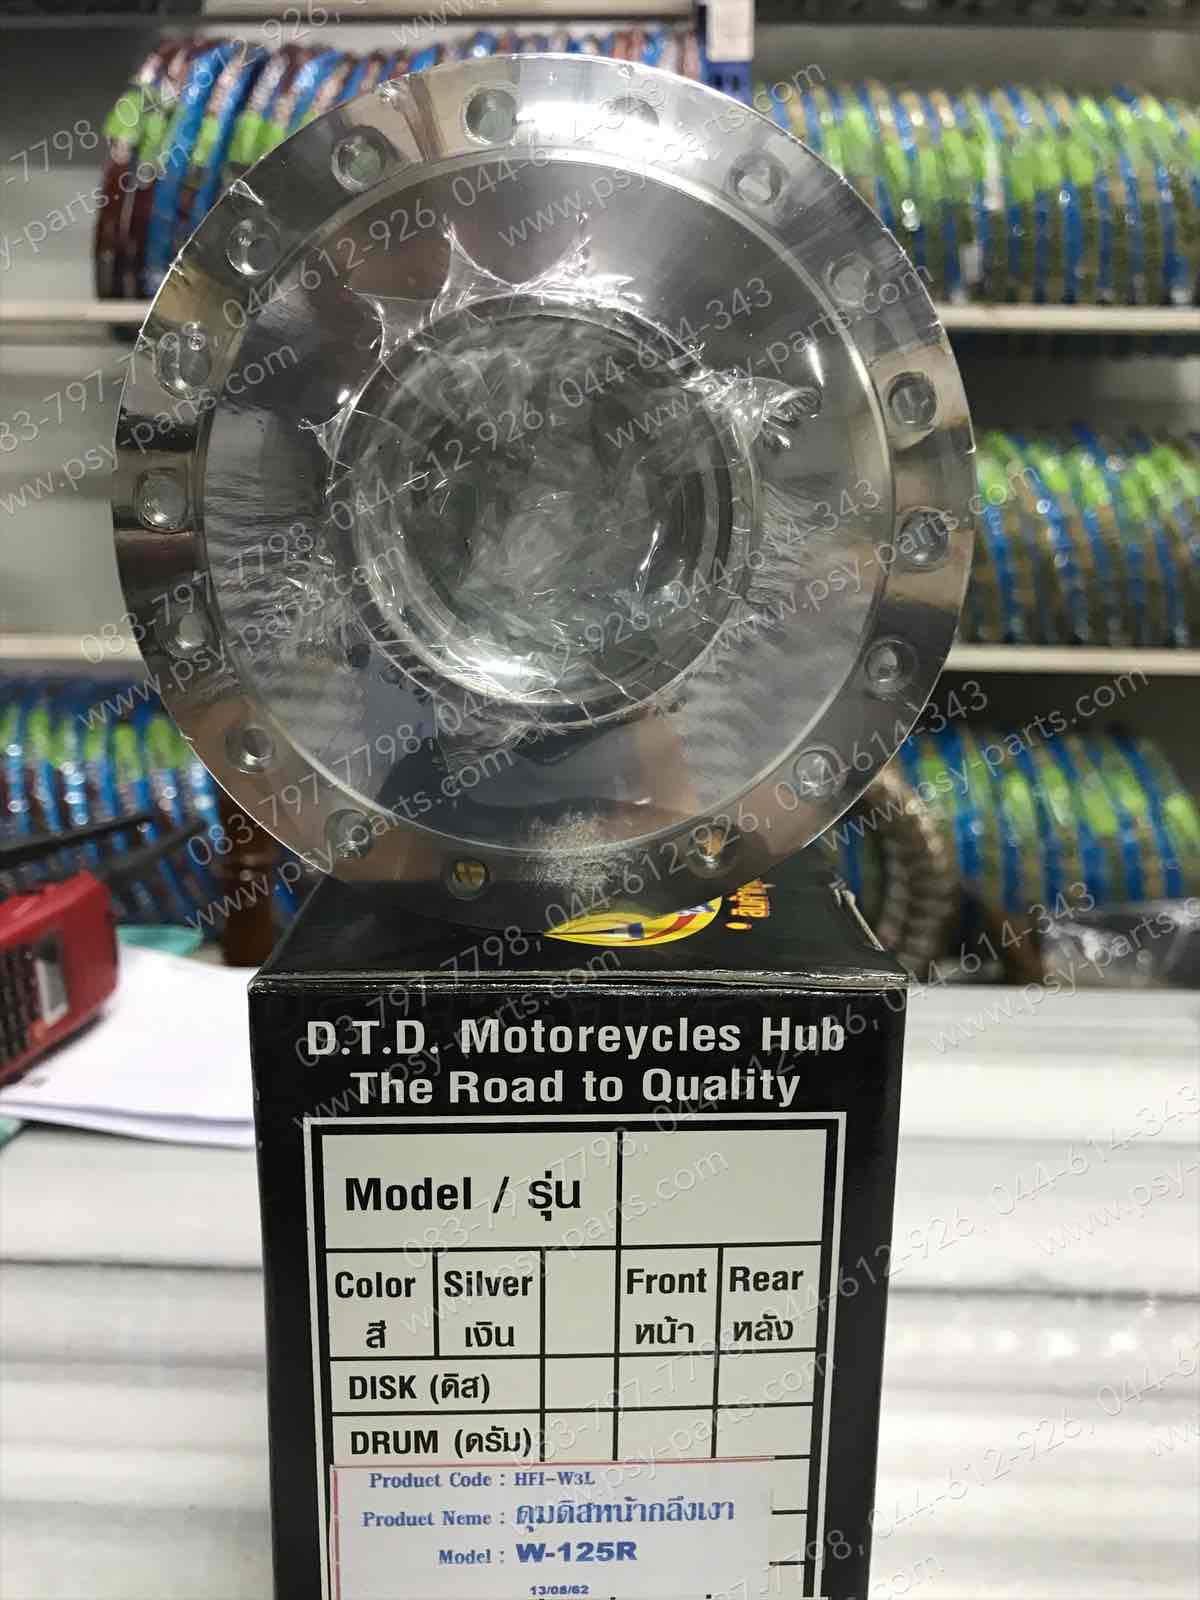 D.T.D. Motoreycles Hub
The Road to Quality
Model / รุ่น
Color Silver Front Rear
สี เงิน หน้า หลัง
DISK (ดิส)
DRUM (ดรัม)
Product Code : HFI-W3L
Product Neme : ดุมดิสหน้ากลึงเงา
Model : W-125R
13/08/62
083-797-7798, 044-612-926, 044-614-343
www.psy-parts.com